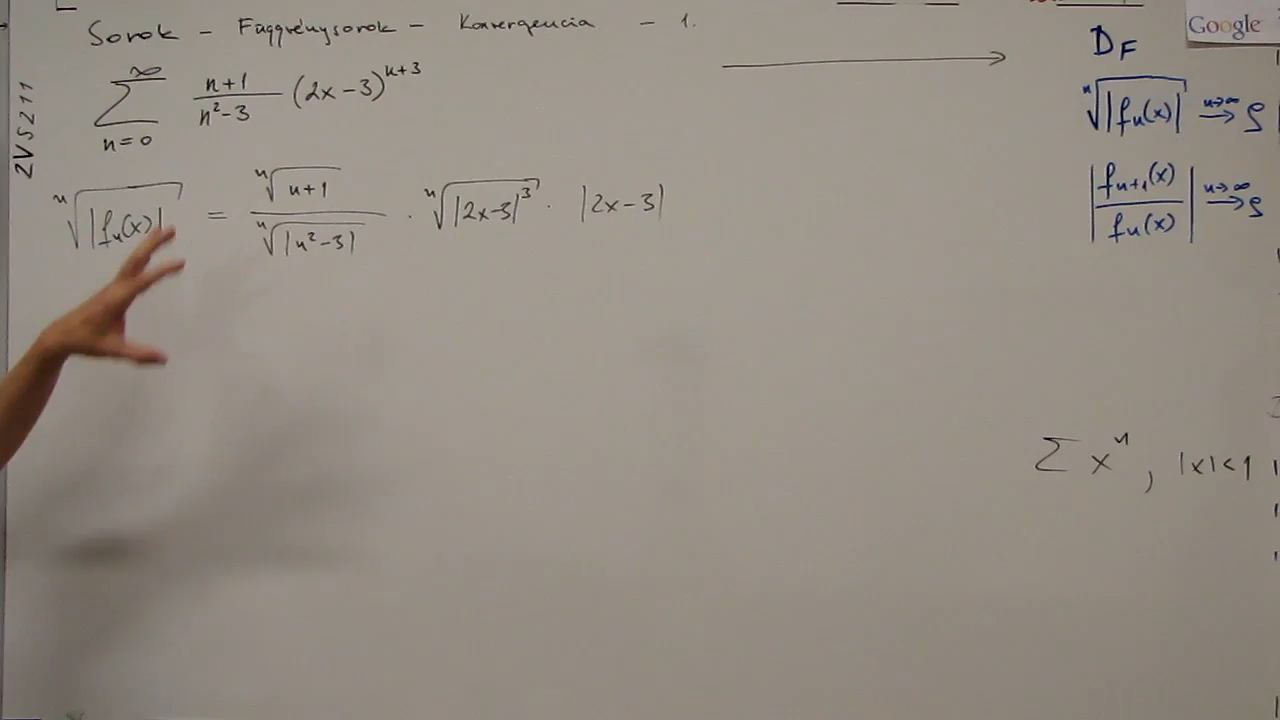 Sorok - Függvénysorok - Konvergencia - 1.
ZV5211
∞
∑ n+1/n²-3 (2x-3)ⁿ⁺³
n=0
ⁿ√|fₙ(x)| = ⁿ√n+1 / ⁿ√|n²-3| · ⁿ√|2x-3|³ · |2x-3|
Google
D_F
ⁿ√|fₙ(x)| n→∞ → ρ
|fₙ₊₁(x)/fₙ(x)| n→∞ → ρ
∑ xⁿ, |x|<1